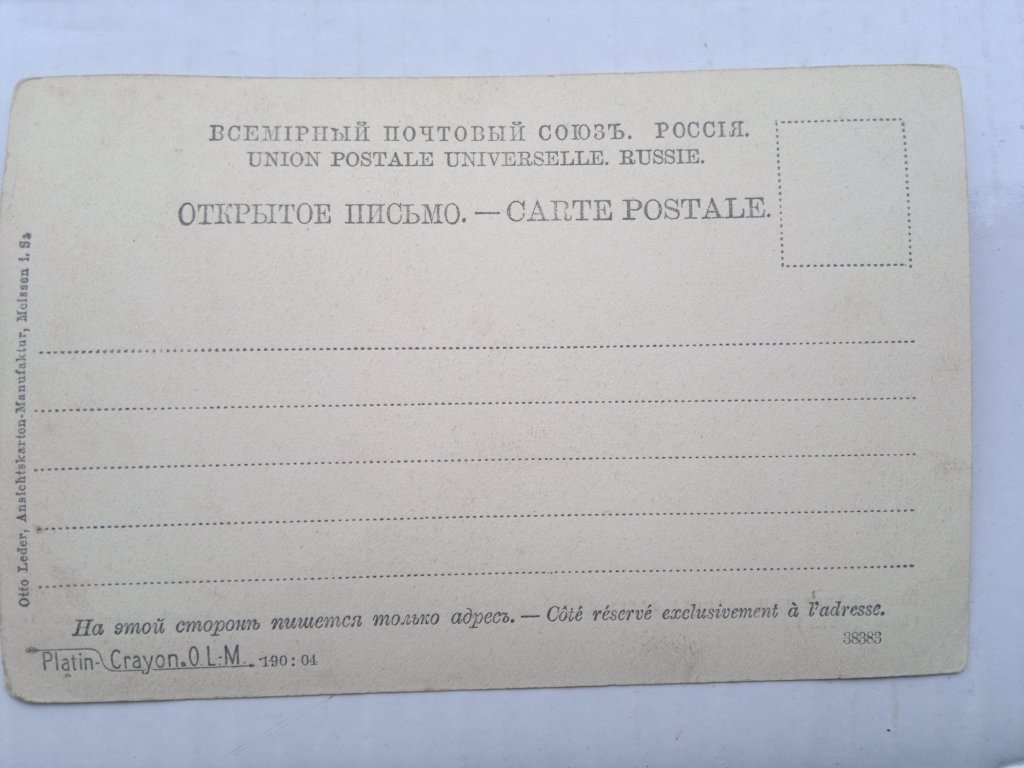 ВСЕМІРНЫЙ ПОЧТОВЫЙ СОЮЗЪ. РОССІЯ.
UNION POSTALE UNIVERSELLE. RUSSIE.
ОТКРЫТОЕ ПИСЬМО. — CARTE POSTALE.
Otto Leder, Ansichtskarten-Manufaktur, Meissen i. Sa
На этой сторонѣ пишется только адресъ. — Côté réservé exclusivement à l'adresse.
38383
Platin-Crayon. O.L.M. 190:04